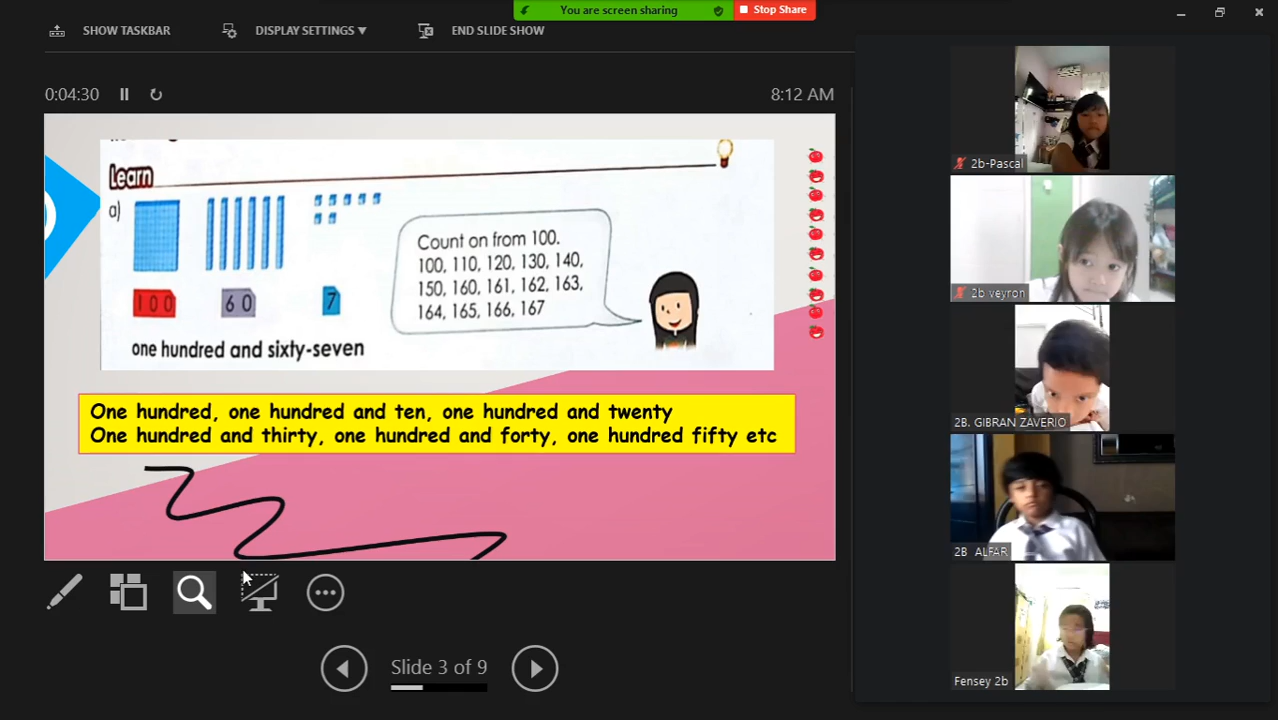 You are screen sharing
Stop Share
SHOW TASKBAR
DISPLAY SETTINGS
END SLIDE SHOW
0:04:30
8:12 AM
Learn
a)
Count on from 100.
100, 110, 120, 130, 140,
150, 160, 161, 162, 163,
164, 165, 166, 167
100 60 7
one hundred and sixty-seven
One hundred, one hundred and ten, one hundred and twenty
One hundred and thirty, one hundred and forty, one hundred fifty etc
Slide 3 of 9
2b-Pascal
2b veyron
2B. GIBRAN ZAVERIO
2B ALFAR
Fensey 2b